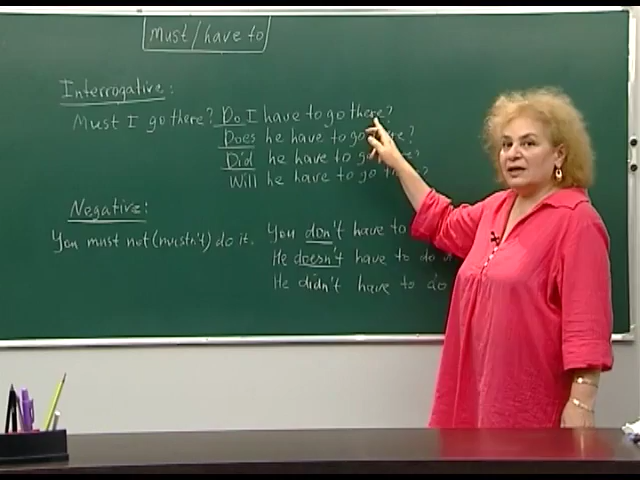 Must/have to
Interrogative:
Must I go there? Do I have to go there?
Does he have to go there?
Did he have to go
Will he have to go
Negative:
You must not (mustn't) do it. You don't have to
He doesn't have to do
He didn't have to do